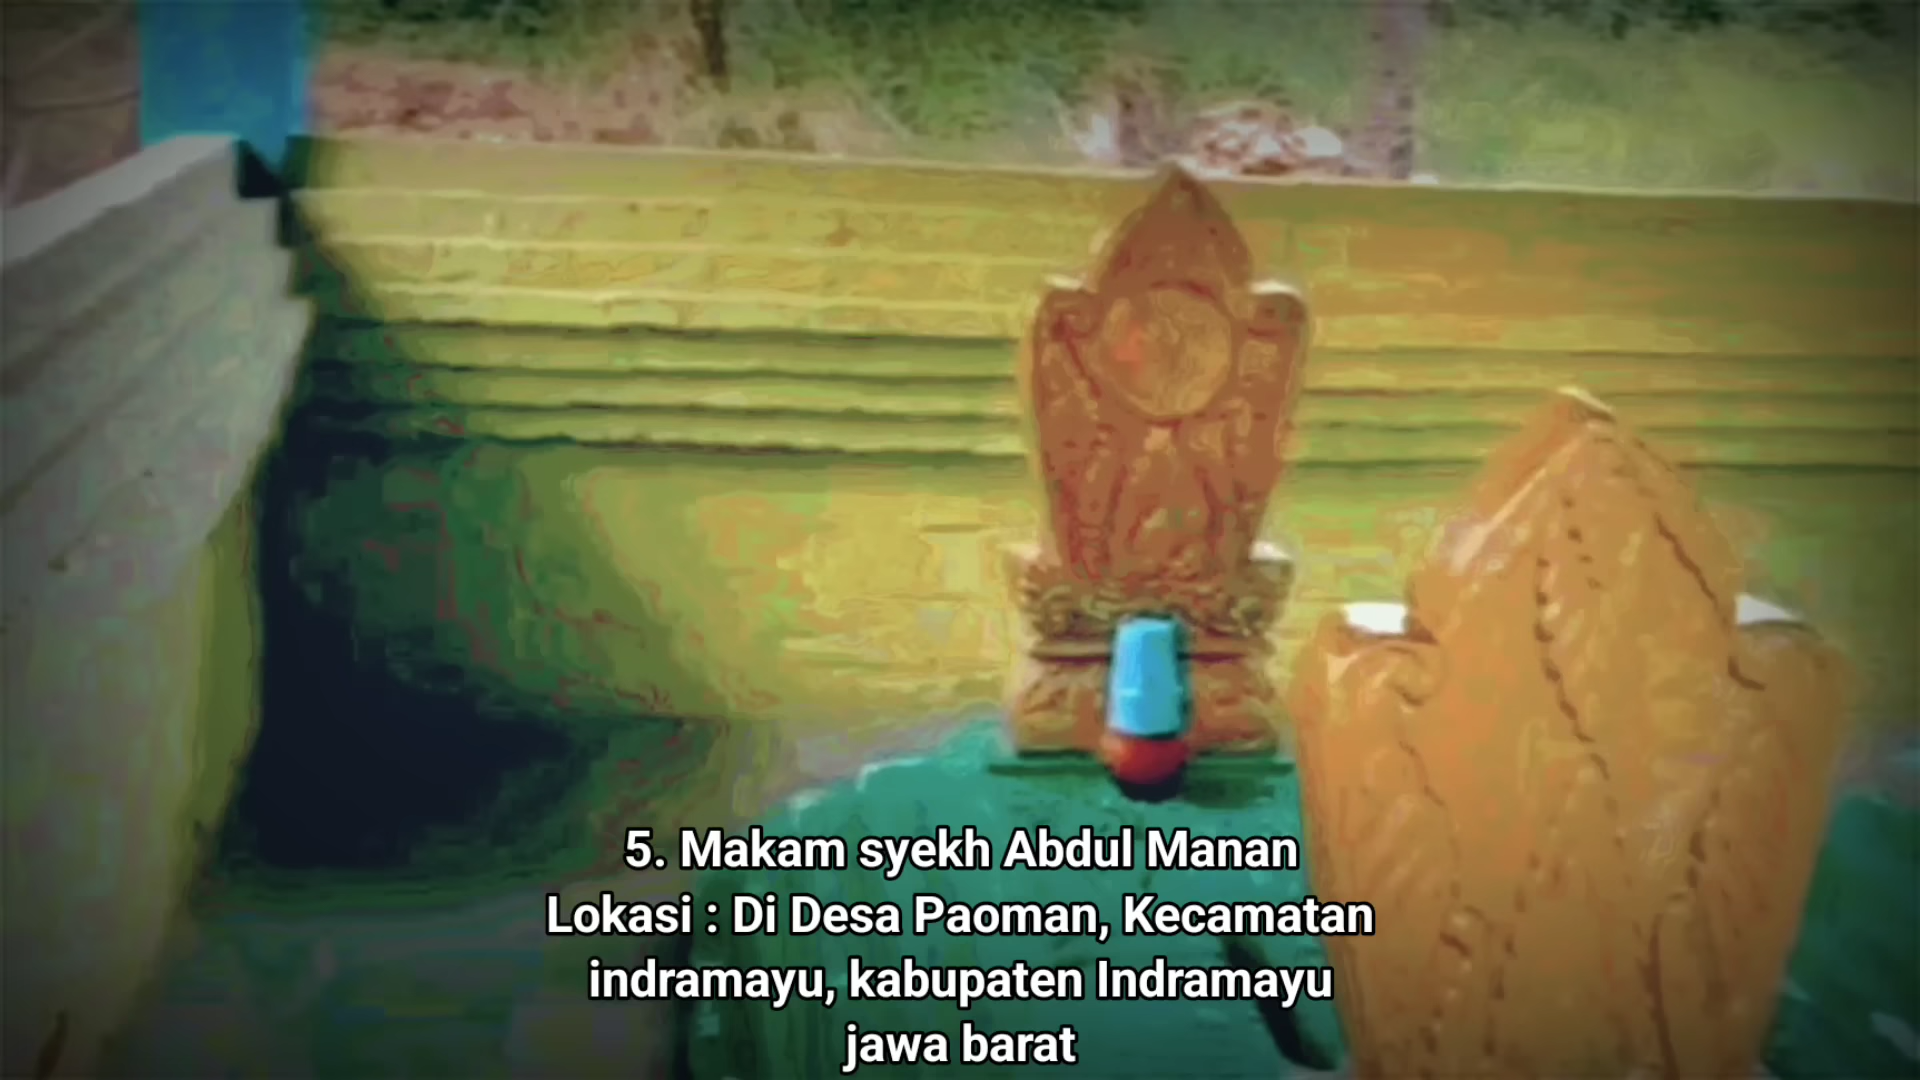 5. Makam syekh Abdul Manan
Lokasi : Di Desa Paoman, Kecamatan
indramayu, kabupaten Indramayu
jawa barat